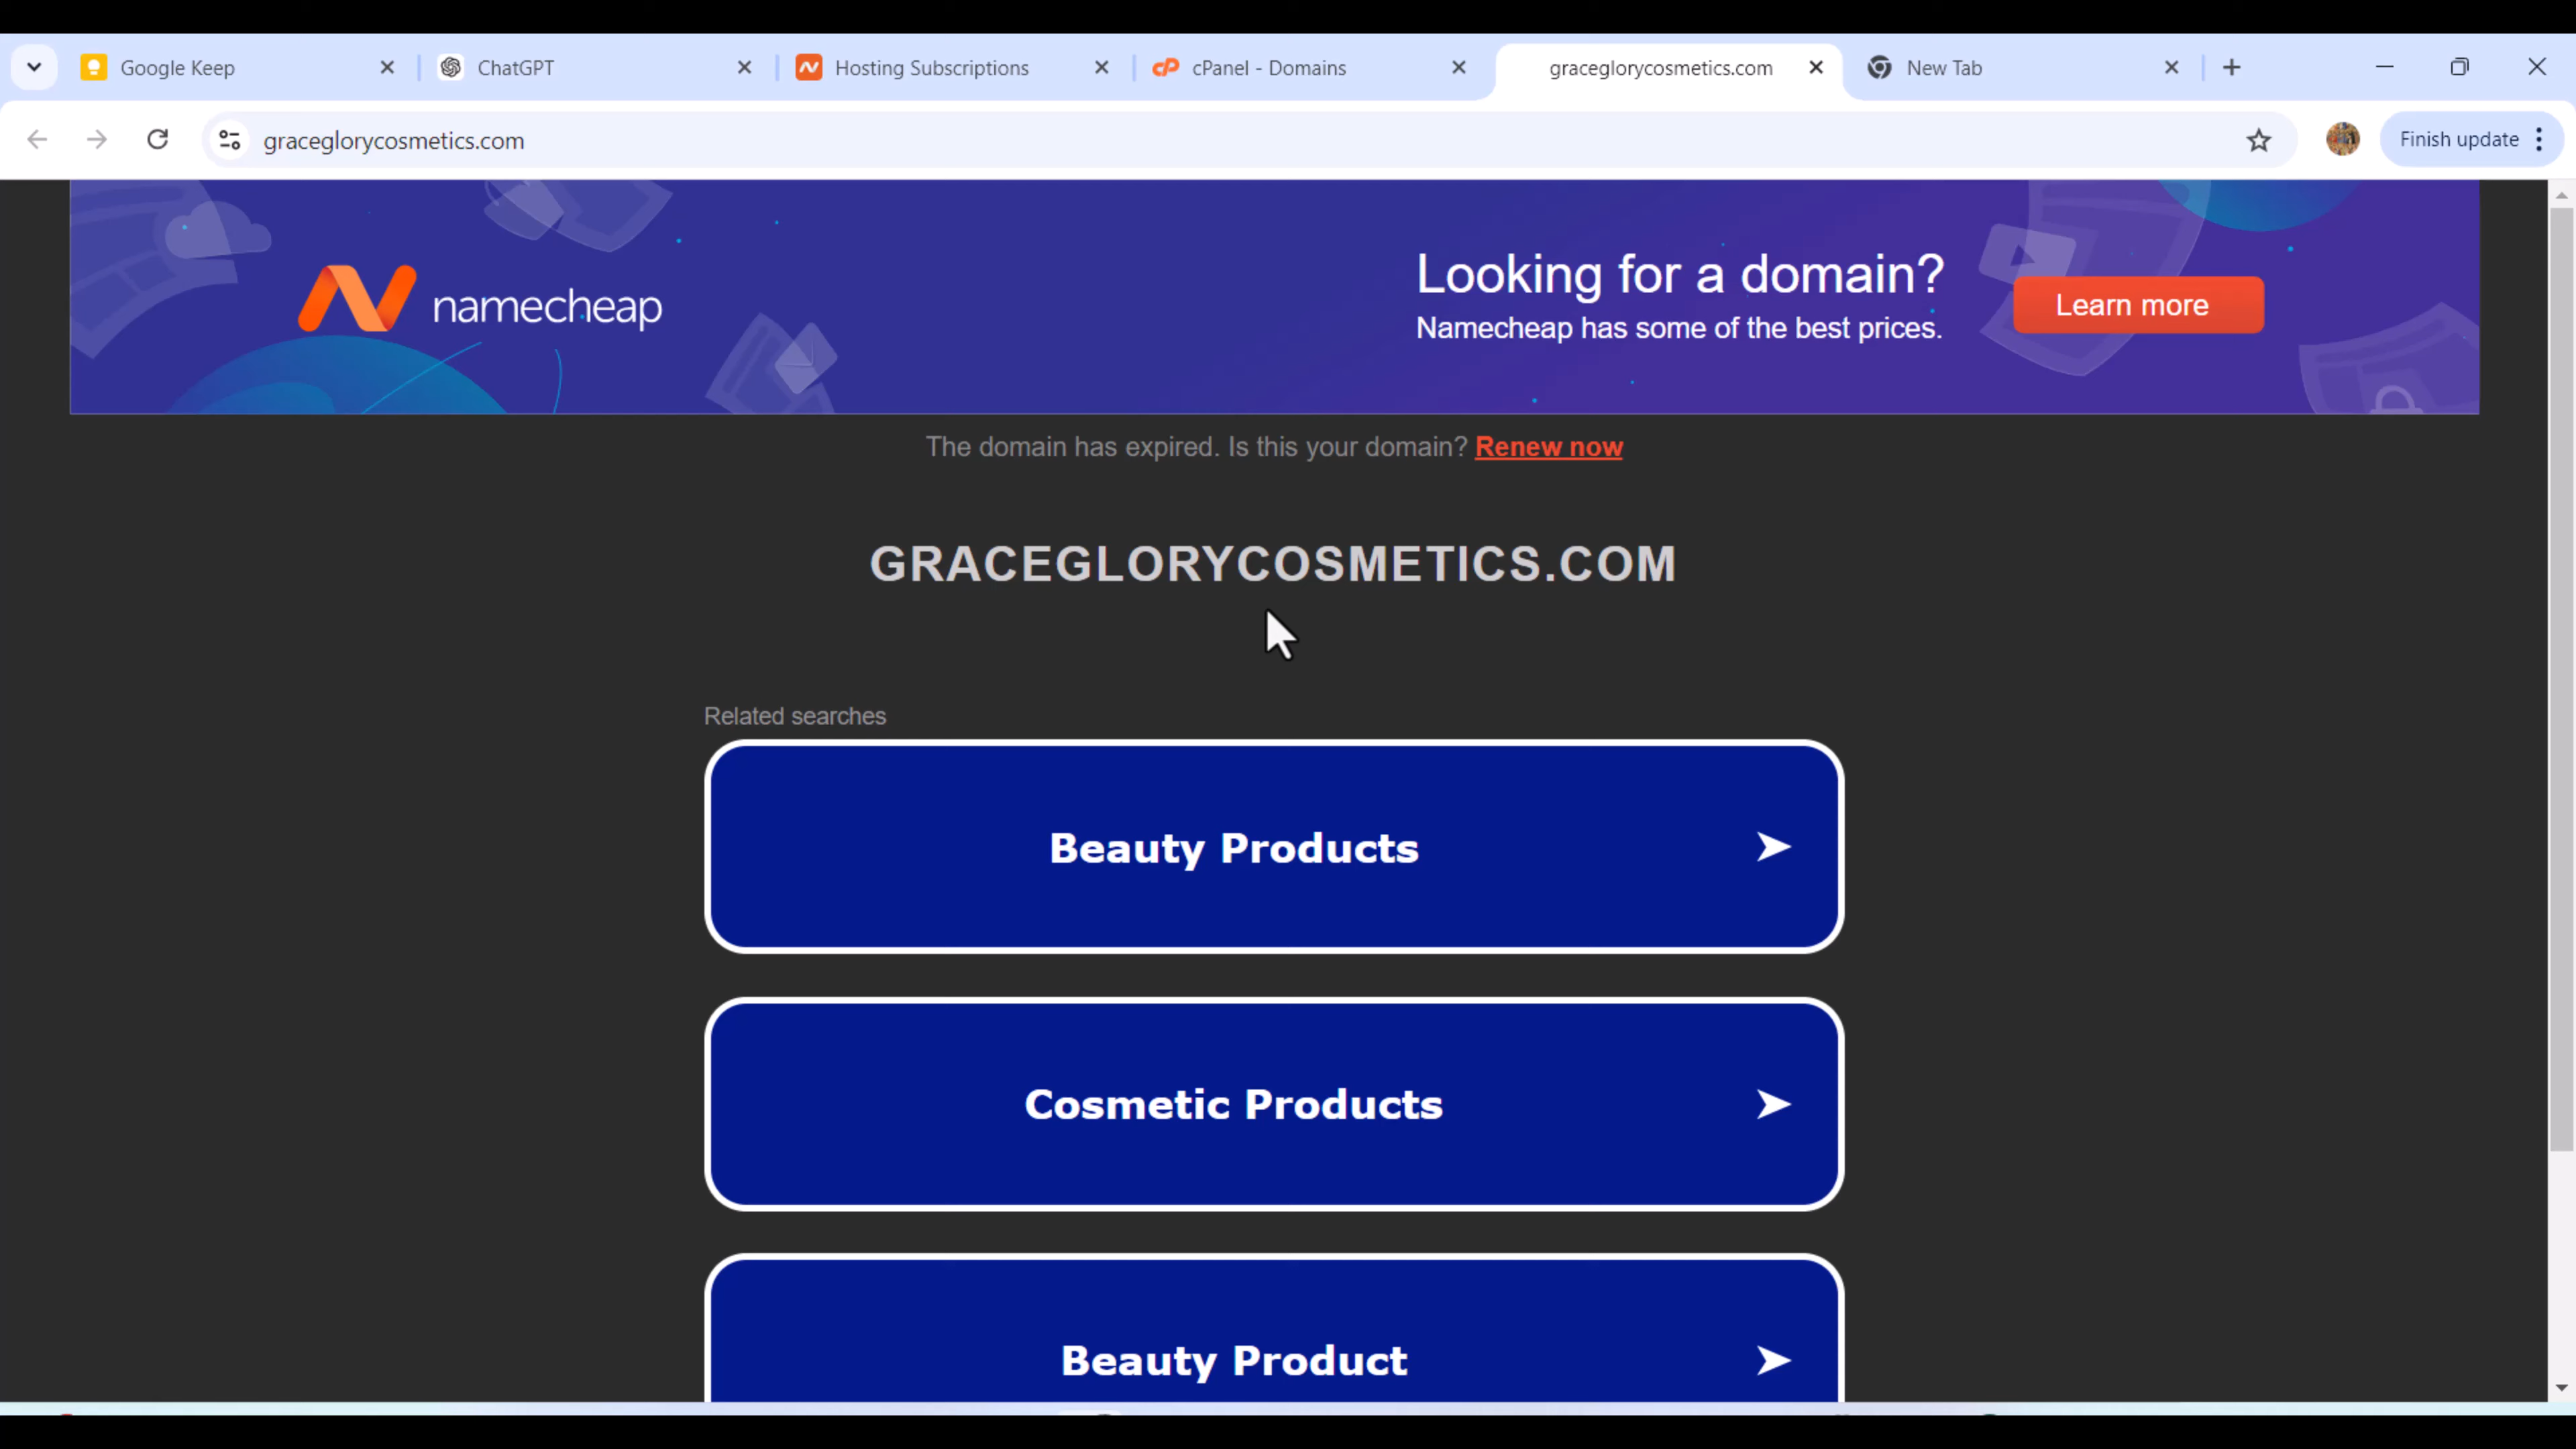 Google Keep
ChatGPT
Hosting Subscriptions
cPanel - Domains
graceglorycosmetics.com
New Tab
graceglorycosmetics.com
Finish update
namecheap
Looking for a domain?
Namecheap has some of the best prices.
Learn more
The domain has expired. Is this your domain? Renew now
GRACEGLORYCOSMETICS.COM
Related searches
Beauty Products
Cosmetic Products
Beauty Product